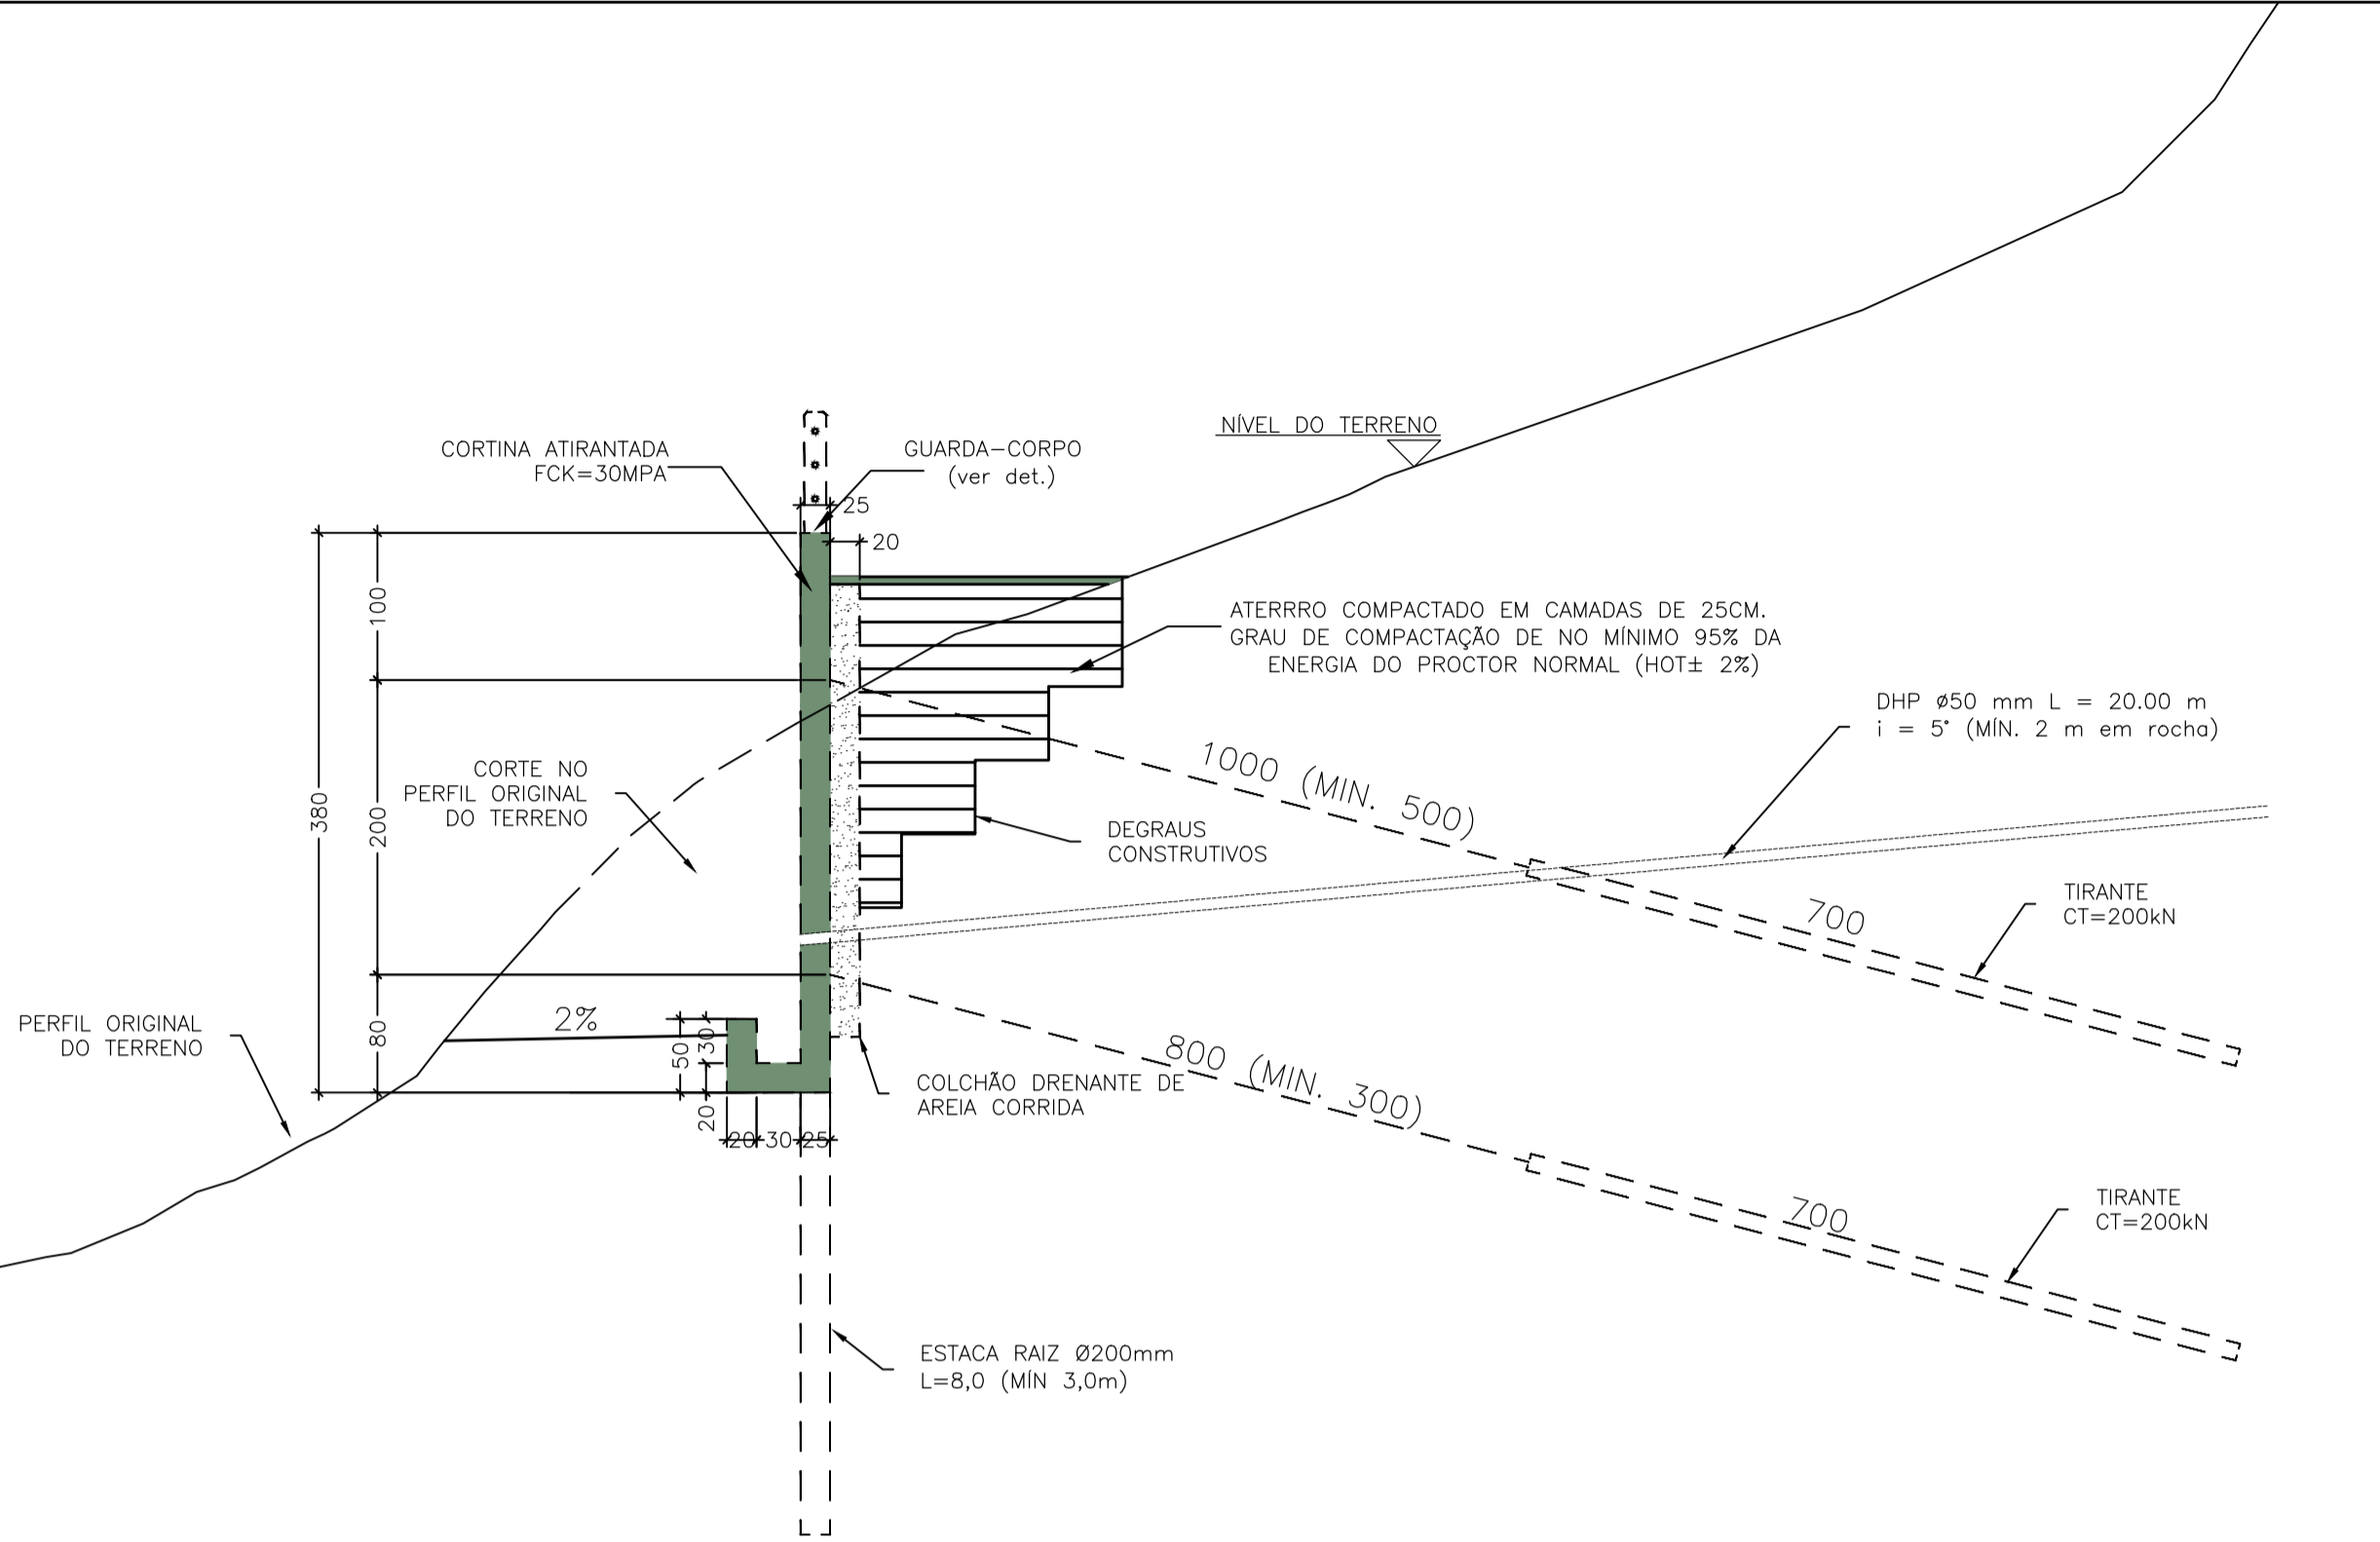 CORTINA ATIRANTADA
FCK=30MPA
GUARDA-CORPO
(ver det.)
NÍVEL DO TERRENO
25
20
100
200
80
380
ATERRRO COMPACTADO EM CAMADAS DE 25CM.
GRAU DE COMPACTAÇÃO DE NO MÍNIMO 95% DA
ENERGIA DO PROCTOR NORMAL (HOT± 2%)
DHP ø50 mm L = 20.00 m
i = 5° (MÍN. 2 m em rocha)
CORTE NO
PERFIL ORIGINAL
DO TERRENO
1000 (MIN. 500)
DEGRAUS
CONSTRUTIVOS
700
TIRANTE
CT=200kN
PERFIL ORIGINAL
DO TERRENO
2%
50
30
20
20
30
25
COLCHÃO DRENANTE DE
AREIA CORRIDA
800 (MIN. 300)
700
TIRANTE
CT=200kN
ESTACA RAIZ Ø200mm
L=8,0 (MÍN 3,0m)